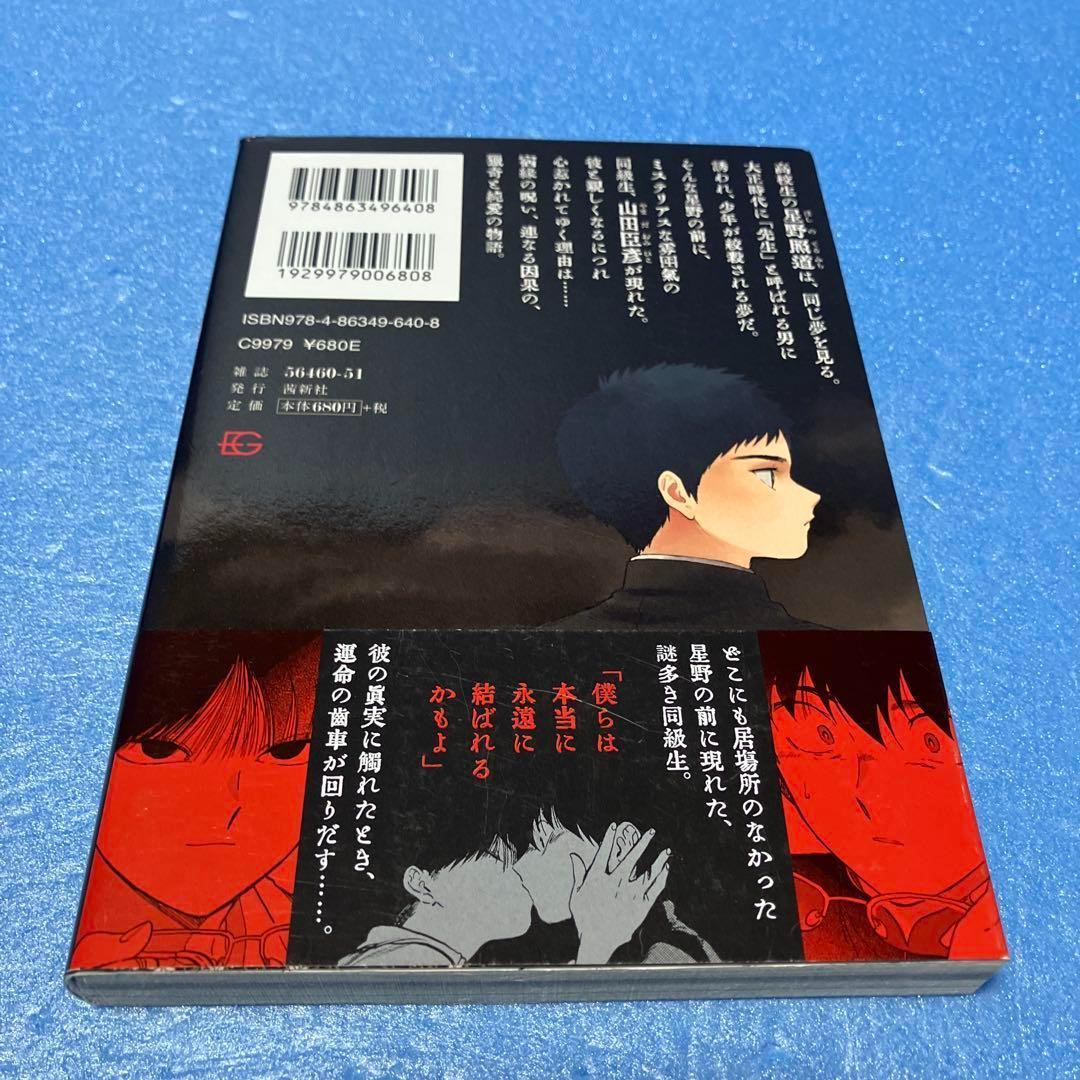 高校生の星野照道は、同じ夢を見る。
大正時代に「先生」と呼ばれる男に
誘われ、少年が絞殺される夢だ。
そんな星野の前に、
ミステリアスな雰囲氣の
同級生、山田臣彦が現れた。
彼と親しくなるにつれ
心惹かれてゆく理由は……
宿縁の呪い、連なる因果の、
猟奇と純愛の物語。
9784863496408
1929979006808
ISBN978-4-86349-640-8
C9979 ¥680E
雑誌 56460-51
発行 茜新社
定価 本体680円+税
EG
どこにも居場所のなかった
星野の前に現れた、
謎多き同級生。
「僕らは
本当に
永遠に
結ばれる
かもよ」
彼の眞実に觸れたとき、
運命の歯車が回りだす……。